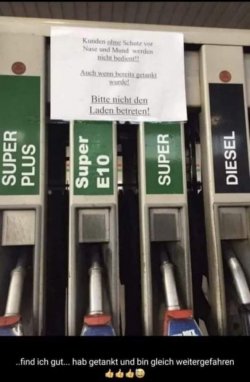 Kunden ohne Schutz vor
Nase und Mund werden
nicht bedient!!
Auch wenn bereits getankt
wurde!
Bitte nicht den
Laden betreten!
SUPER
PLUS
Super
E10
SUPER
DIESEL
..find ich gut... hab getankt und bin gleich weitergefahren
👍👍👍😅